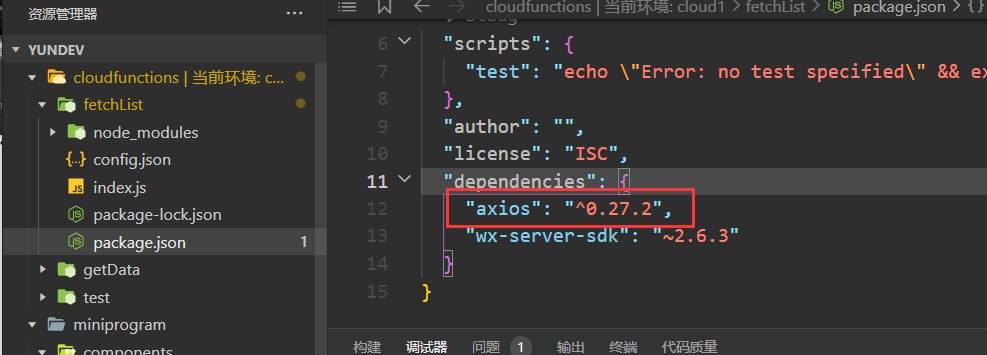 资源管理器
···
YUNDEV
cloudfunctions | 当前环境: c...
fetchList
node_modules
config.json
index.js
package-lock.json
package.json 1
getData
test
miniprogram
components
cloudfunctions | 当前环境: cloud1 > fetchList > package.json > {}
Debug
6 "scripts": {
7 "test": "echo \"Error: no test specified\" && ex
8 },
9 "author": "",
10 "license": "ISC",
11 "dependencies": {
12 "axios": "^0.27.2",
13 "wx-server-sdk": "~2.6.3"
14 }
15 }
构建 调试器 问题 1 输出 终端 代码质量